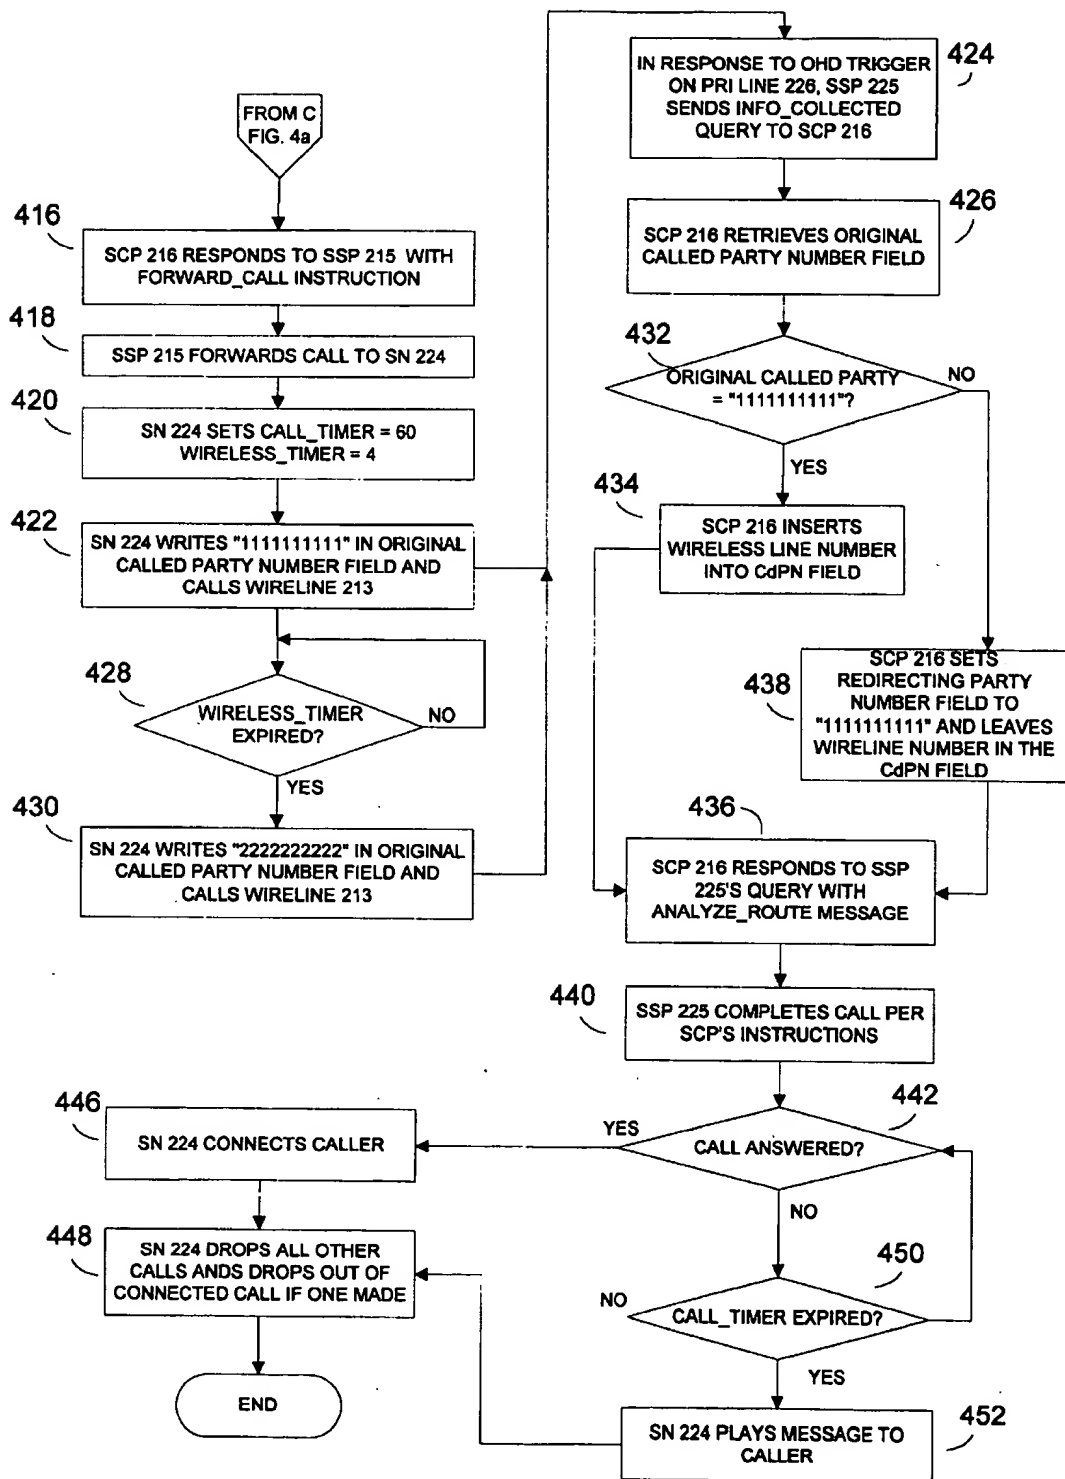 FROM C
FIG. 4a
416
SCP 216 RESPONDS TO SSP 215 WITH
FORWARD_CALL INSTRUCTION
418
SSP 215 FORWARDS CALL TO SN 224
420
SN 224 SETS CALL_TIMER = 60
WIRELESS_TIMER = 4
422
SN 224 WRITES "1111111111" IN ORIGINAL
CALLED PARTY NUMBER FIELD AND
CALLS WIRELINE 213
428
WIRELESS_TIMER
EXPIRED?
NO
YES
430
SN 224 WRITES "2222222222" IN ORIGINAL
CALLED PARTY NUMBER FIELD AND
CALLS WIRELINE 213
424
IN RESPONSE TO OHD TRIGGER
ON PRI LINE 226, SSP 225
SENDS INFO_COLLECTED
QUERY TO SCP 216
426
SCP 216 RETRIEVES ORIGINAL
CALLED PARTY NUMBER FIELD
432
ORIGINAL CALLED PARTY
= "1111111111"?
NO
YES
434
SCP 216 INSERTS
WIRELESS LINE NUMBER
INTO CdPN FIELD
438
SCP 216 SETS
REDIRECTING PARTY
NUMBER FIELD TO
"1111111111" AND LEAVES
WIRELINE NUMBER IN THE
CdPN FIELD
436
SCP 216 RESPONDS TO SSP
225'S QUERY WITH
ANALYZE_ROUTE MESSAGE
440
SSP 225 COMPLETES CALL PER
SCP'S INSTRUCTIONS
442
CALL ANSWERED?
YES
NO
446
SN 224 CONNECTS CALLER
448
SN 224 DROPS ALL OTHER
CALLS ANDS DROPS OUT OF
CONNECTED CALL IF ONE MADE
END
450
CALL_TIMER EXPIRED?
NO
YES
452
SN 224 PLAYS MESSAGE TO
CALLER